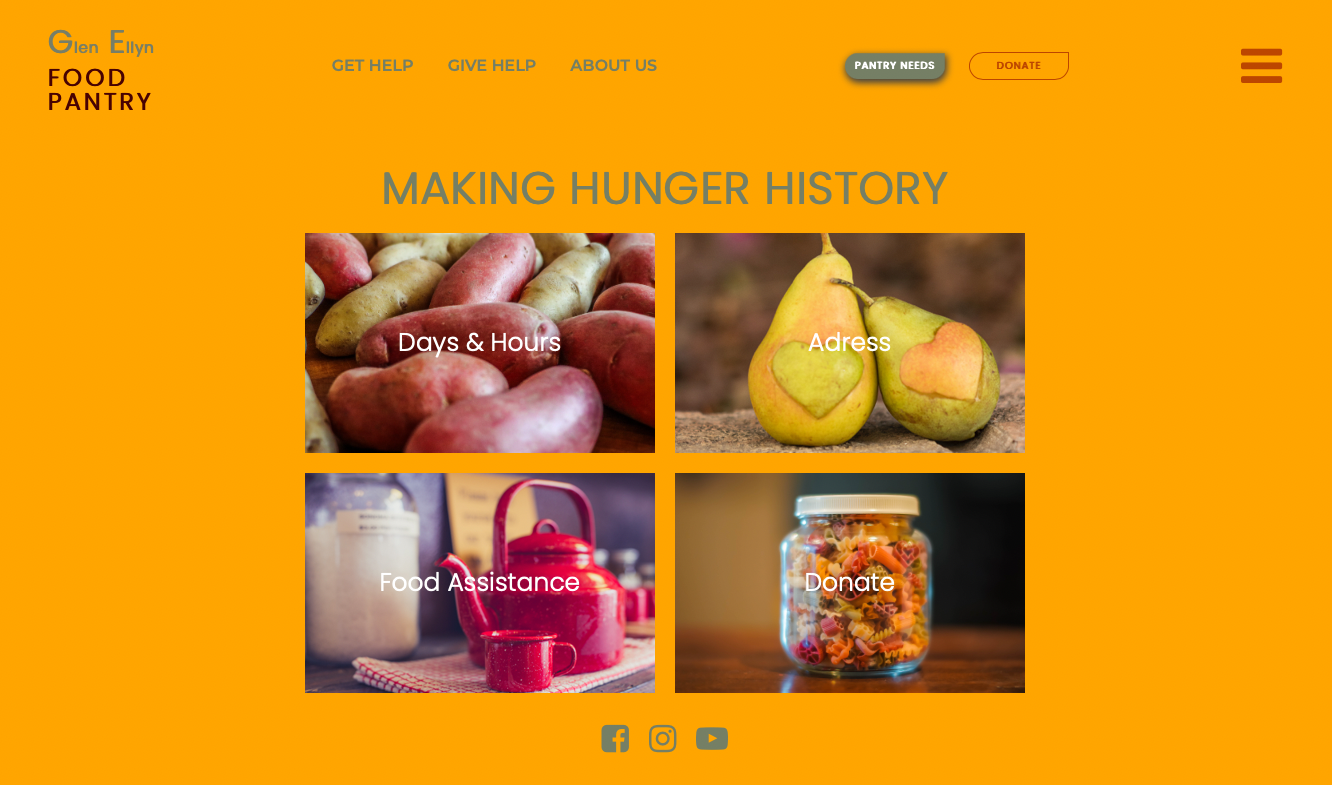 Glen Ellyn
FOOD
PANTRY
GET HELP GIVE HELP ABOUT US
PANTRY NEEDS DONATE
MAKING HUNGER HISTORY
Days & Hours
Adress
Food Assistance
Donate